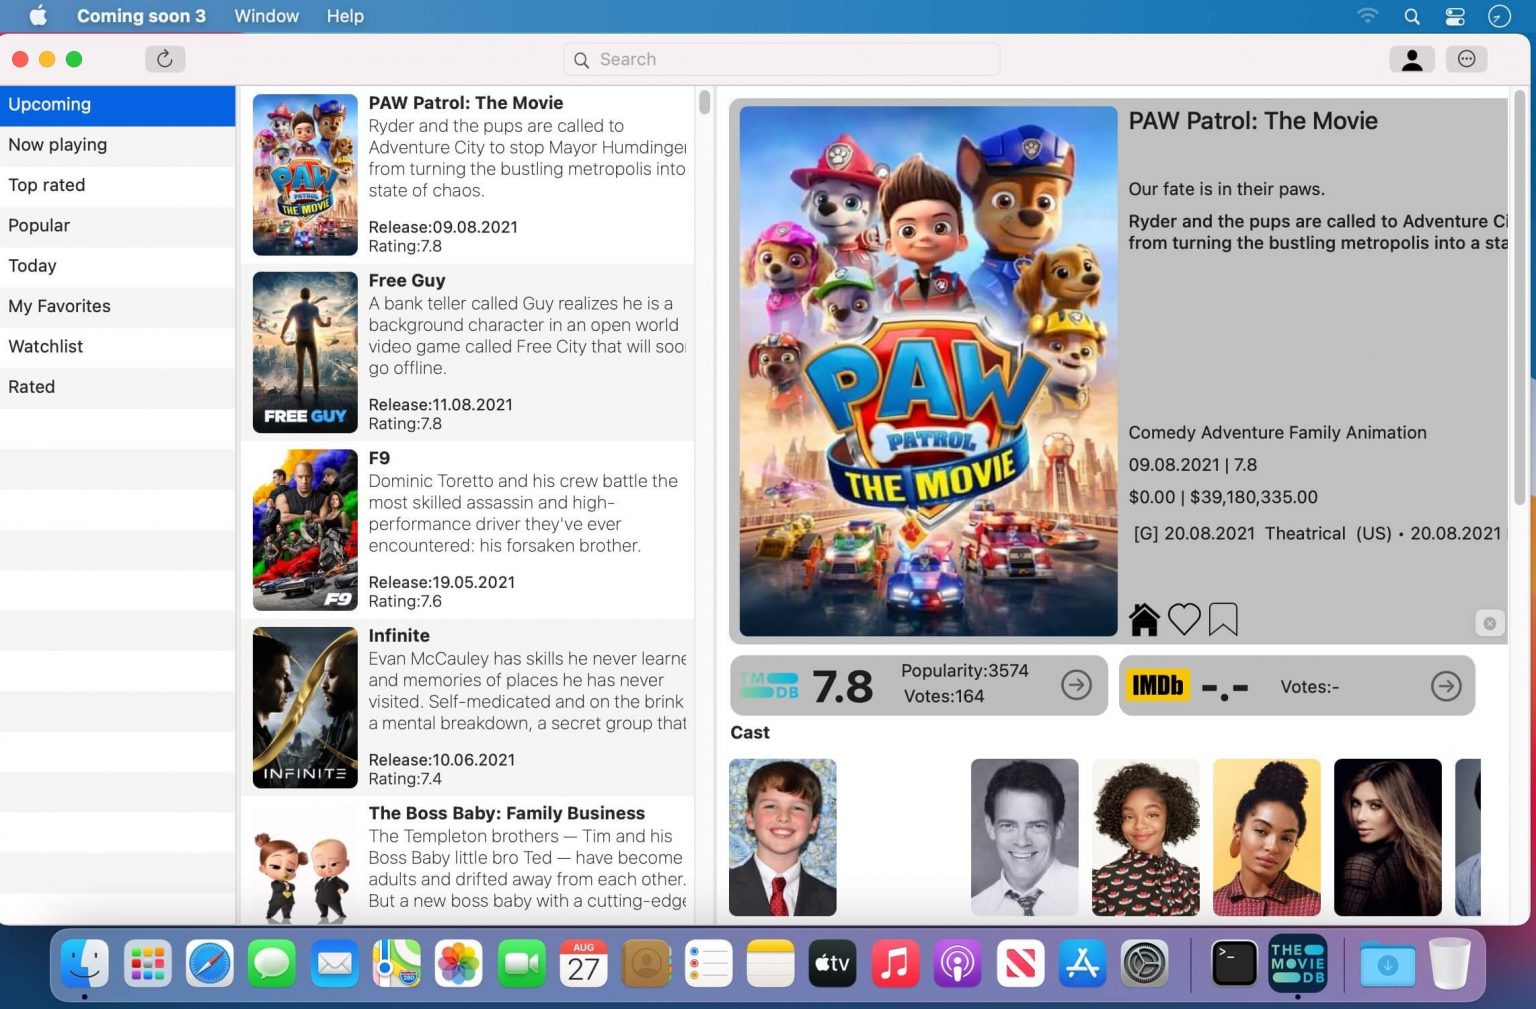 Coming soon 3 Window Help
Search
Upcoming
Now playing
Top rated
Popular
Today
My Favorites
Watchlist
Rated
PAW
PATROL
THE MOVIE
PAW Patrol: The Movie
Ryder and the pups are called to
Adventure City to stop Mayor Humdinger
from turning the bustling metropolis into
state of chaos.
Release:09.08.2021
Rating:7.8
FREE GUY
Free Guy
A bank teller called Guy realizes he is a
background character in an open world
video game called Free City that will soo
go offline.
Release:11.08.2021
Rating:7.8
F9
F9
Dominic Toretto and his crew battle the
most skilled assassin and high-
performance driver they've ever
encountered: his forsaken brother.
Release:19.05.2021
Rating:7.6
INFINITE
Infinite
Evan McCauley has skills he never learne
and memories of places he has never
visited. Self-medicated and on the brink
a mental breakdown, a secret group that
Release:10.06.2021
Rating:7.4
The Boss Baby: Family Business
The Templeton brothers — Tim and his
Boss Baby little bro Ted — have become
adults and drifted away from each other.
But a new boss baby with a cutting-edge
PAW
PATROL
THE MOVIE
PAW Patrol: The Movie
Our fate is in their paws.
Ryder and the pups are called to Adventure Ci
from turning the bustling metropolis into a sta
Comedy Adventure Family Animation
09.08.2021 | 7.8
$0.00 | $39,180,335.00
[G] 20.08.2021 Theatrical (US) • 20.08.2021
TM
DB
7.8
Popularity:3574
Votes:164
IMDb
-.-
Votes:-
Cast
280
AUG
27
tv
>_
THE
MOVIE
DB